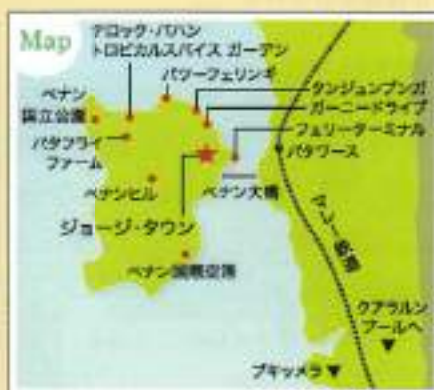 Map
テロック・バハン
トロピカルスパイス ガーデン
バツーフェリンギ
ペナン
国立公園
タンジュンブンガ
ガーニードライブ
フェリーターミナル
バタフライ
ファーム
バタワース
ペナンヒル
ペナン大橋
ジョージ・タウン
マレー鉄道
ペナン国際空港
クアラルン
プールへ
ブキッメラ